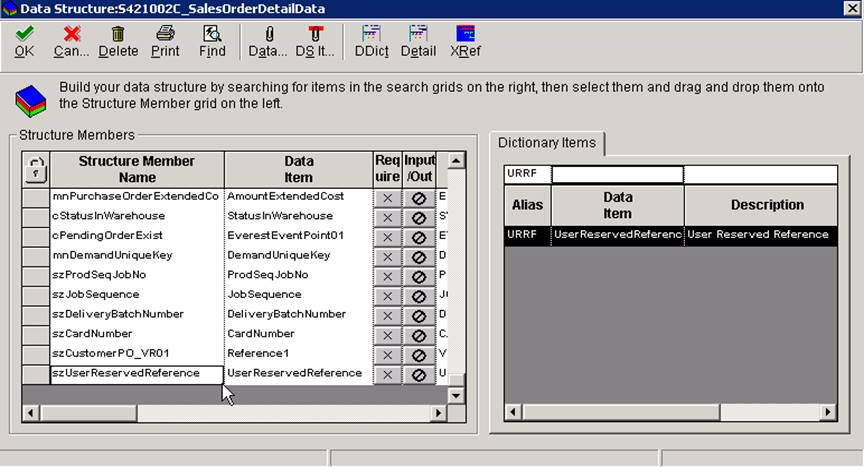 Data Structure:S421002C_SalesOrderDetailData
OK Can... Delete Print Find Data... DS It... DDict Detail XRef
Build your data structure by searching for items in the search grids on the right, then select them and drag and drop them onto
the Structure Member grid on the left.
Structure Members
Structure Member Name Data Item Req uire Input /Out
mnPurchaseOrderExtendedCo AmountExtendedCost E
cStatusInWarehouse StatusInWarehouse
cPendingOrderExist EverestEventPoint01
mnDemandUniqueKey DemandUniqueKey D
szProdSeqJobNo ProdSeqJobNo P
szJobSequence JobSequence
szDeliveryBatchNumber DeliveryBatchNumber D
szCardNumber CardNumber
szCustomerPO_VR01 Reference1 V
szUserReservedReference UserReservedReference U
Dictionary Items
URRF
Alias Data Item Description
URRF UserReservedReferenc User Reserved Reference